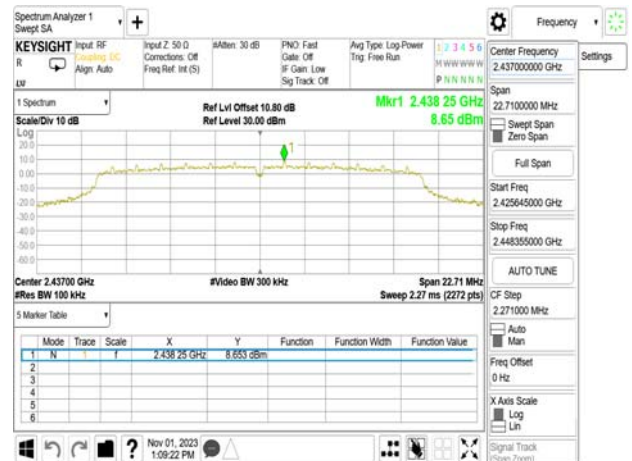 Spectrum Analyzer 1
Swept SA
+
Frequency
KEYSIGHT Input: RF Input Z: 50 Ω #Atten: 30 dB PNO: Fast Avg Type: Log-Power 1 2 3 4 5 6
R Coupling: DC Corrections: Off Gate: Off Trig: Free Run M W W W W W
Align: Auto Freq Ref: Int (S) IF Gain: Low P N N N N N
Sig Track: Off
1 Spectrum
Scale/Div 10 dB
Ref Lvl Offset 10.80 dB
Ref Level 30.00 dBm
Mkr1 2.438 25 GHz
8.65 dBm
Log
20.0
10.0
0.00
-10.0
-20.0
-30.0
-40.0
-50.0
-60.0
1
Center 2.43700 GHz #Video BW 300 kHz Span 22.71 MHz
#Res BW 100 kHz Sweep 2.27 ms (2272 pts)
5 Marker Table
Mode Trace Scale X Y Function Function Width Function Value
1 N 1 f 2.438 25 GHz 8.653 dBm
2
3
4
5
6
? Nov 01, 2023
1:09:22 PM
Center Frequency
2.437000000 GHz
Settings
Span
22.7100000 MHz
Swept Span
Zero Span
Full Span
Start Freq
2.425645000 GHz
Stop Freq
2.448355000 GHz
AUTO TUNE
CF Step
2.271000 MHz
Auto
Man
Freq Offset
0 Hz
X Axis Scale
Log
Lin
Signal Track
(Span Zoom)